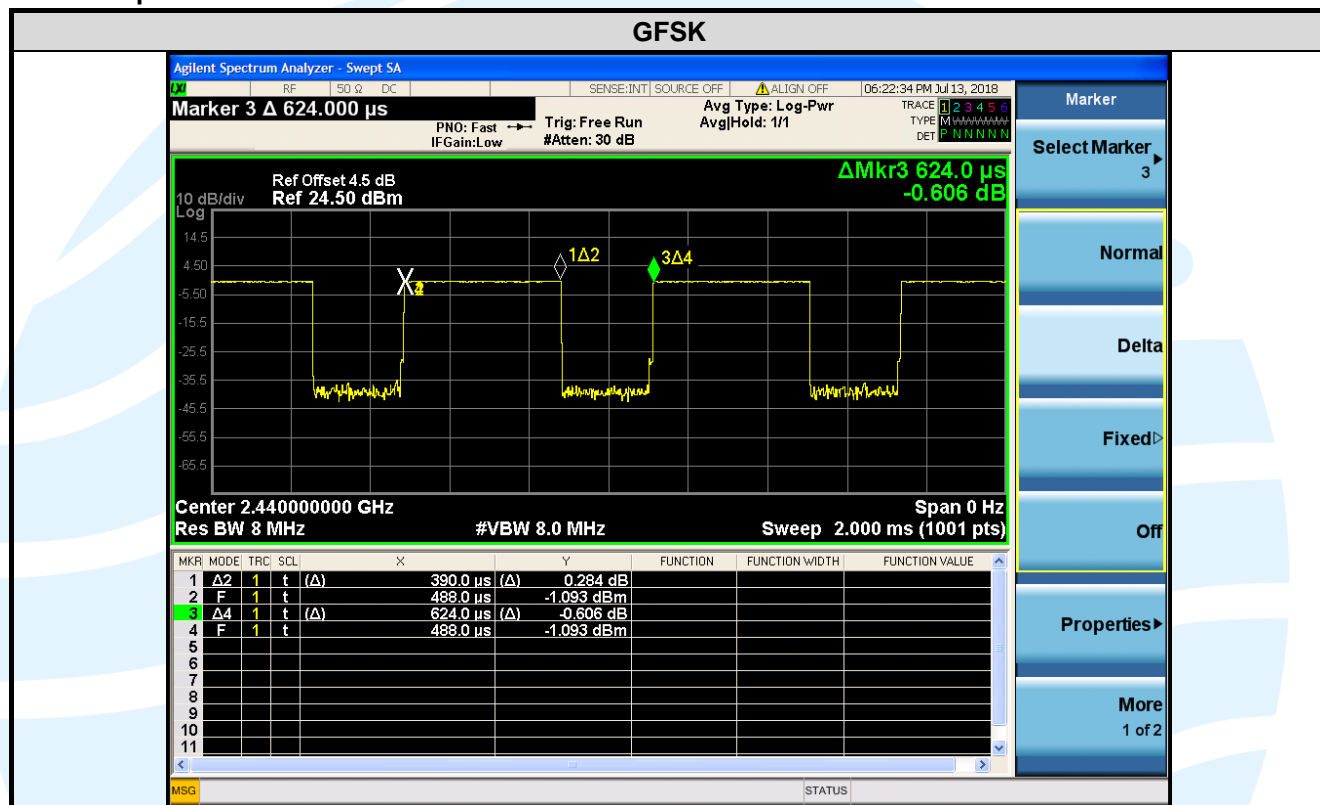 GFSK
Agilent Spectrum Analyzer - Swept SA
LXI RF 50 Ω DC SENSE:INT SOURCE OFF ALIGN OFF 06:22:34 PM Jul 13, 2018
Marker 3 Δ 624.000 µs
PNO: Fast
IFGain:Low
Trig: Free Run
#Atten: 30 dB
Avg Type: Log-Pwr
Avg|Hold: 1/1
TRACE 1 2 3 4 5 6
TYPE M W W W W W
DET P N N N N N
ΔMkr3 624.0 µs
-0.606 dB
Ref Offset 4.5 dB
10 dB/div Ref 24.50 dBm
Log
14.5
4.50
-5.50
-15.5
-25.5
-35.5
-45.5
-55.5
-65.5
1Δ2
3Δ4
Center 2.440000000 GHz Span 0 Hz
Res BW 8 MHz #VBW 8.0 MHz Sweep 2.000 ms (1001 pts)
MKR MODE TRC SCL X Y FUNCTION FUNCTION WIDTH FUNCTION VALUE
1 Δ2 1 t (Δ) 390.0 µs (Δ) 0.284 dB
2 F 1 t 488.0 µs -1.093 dBm
3 Δ4 1 t (Δ) 624.0 µs (Δ) -0.606 dB
4 F 1 t 488.0 µs -1.093 dBm
5
6
7
8
9
10
11
MSG STATUS
Marker
Select Marker
3
Normal
Delta
Fixed
Off
Properties
More
1 of 2